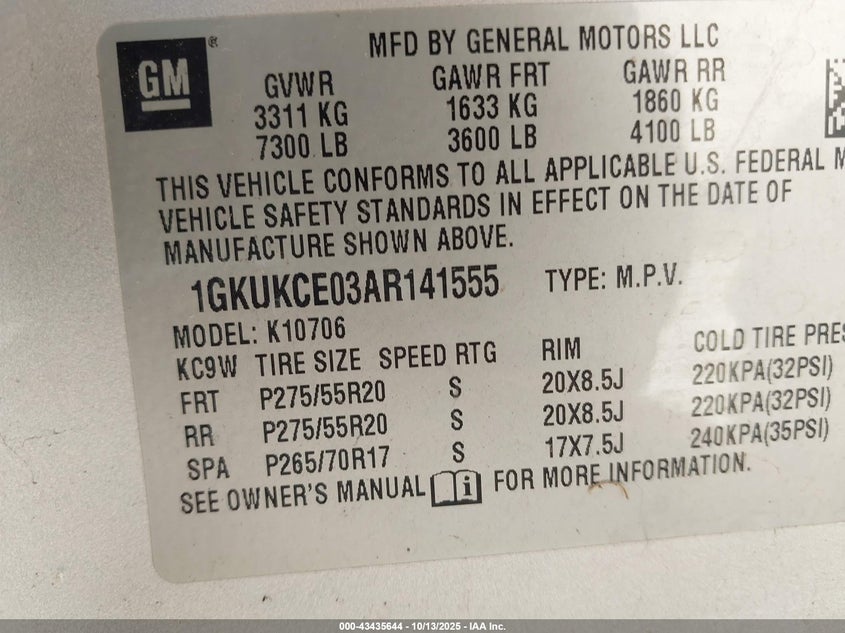 GM ® MFD BY GENERAL MOTORS LLC
GVWR GAWR FRT GAWR RR
3311 KG 1633 KG 1860 KG
7300 LB 3600 LB 4100 LB
THIS VEHICLE CONFORMS TO ALL APPLICABLE U.S. FEDERAL M
VEHICLE SAFETY STANDARDS IN EFFECT ON THE DATE OF
MANUFACTURE SHOWN ABOVE.
1GKUKCE03AR141555 TYPE: M.P.V.
MODEL: K10706
KC9W TIRE SIZE SPEED RTG RIM COLD TIRE PRES
FRT P275/55R20 S 20X8.5J 220KPA(32PSI)
RR P275/55R20 S 20X8.5J 220KPA(32PSI)
SPA P265/70R17 S 17X7.5J 240KPA(35PSI)
SEE OWNER'S MANUAL i FOR MORE INFORMATION.
000-43435644 | 10/13/2025 - IAA Inc.